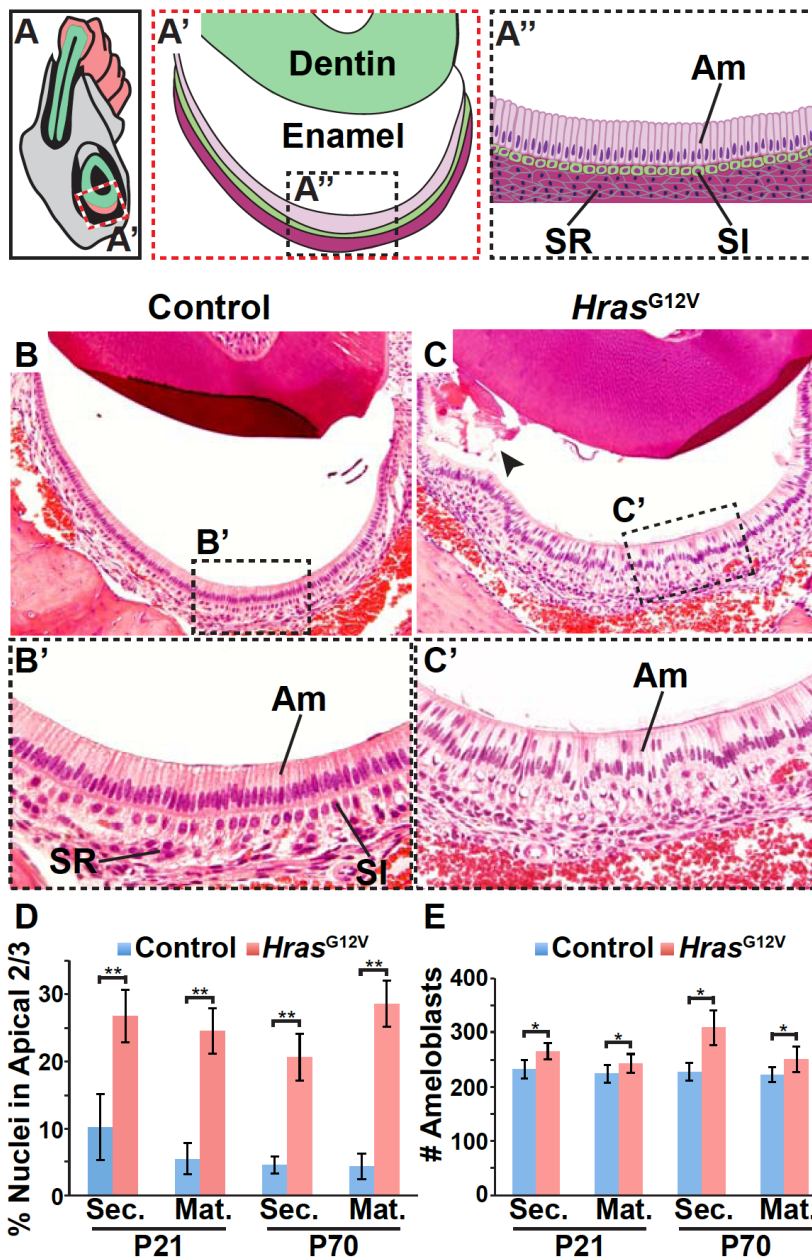 A
A'
A'
Dentin
Enamel
A''
A''
Am
SR
SI
Control
Hras^G12V
B
B'
C
C'
B'
Am
SR
SI
C'
Am
D
Control
Hras^G12V
% Nuclei in Apical 2/3
30
20
10
0
**
**
**
**
Sec.
Mat.
Sec.
Mat.
P21
P70
E
Control
Hras^G12V
# Ameloblasts
400
300
200
100
0
*
*
*
*
Sec.
Mat.
Sec.
Mat.
P21
P70